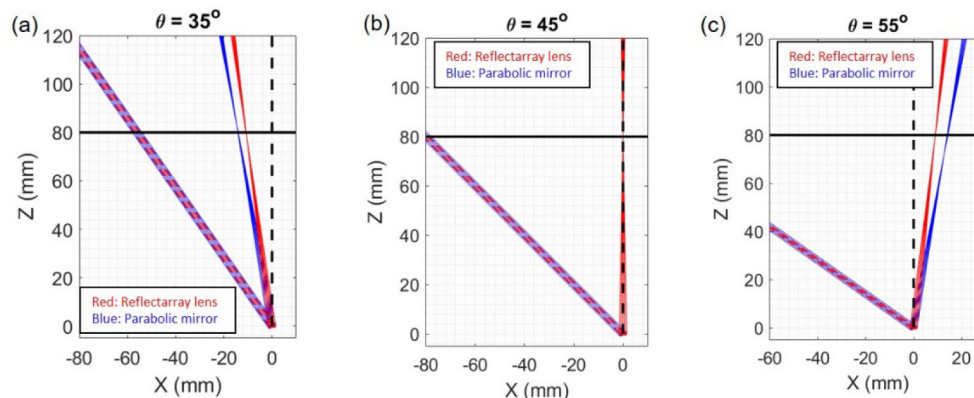 (a)
θ = 35º
120
100
80
60
40
20
0
Z (mm)
-80
-60
-40
-20
0
X (mm)
Red: Reflectarray lens
Blue: Parabolic mirror
(b)
θ = 45º
120
100
80
60
40
20
0
Z (mm)
-80
-60
-40
-20
0
X (mm)
Red: Reflectarray lens
Blue: Parabolic mirror
(c)
θ = 55º
120
100
80
60
40
20
0
Z (mm)
-60
-40
-20
0
20
X (mm)
Red: Reflectarray lens
Blue: Parabolic mirror